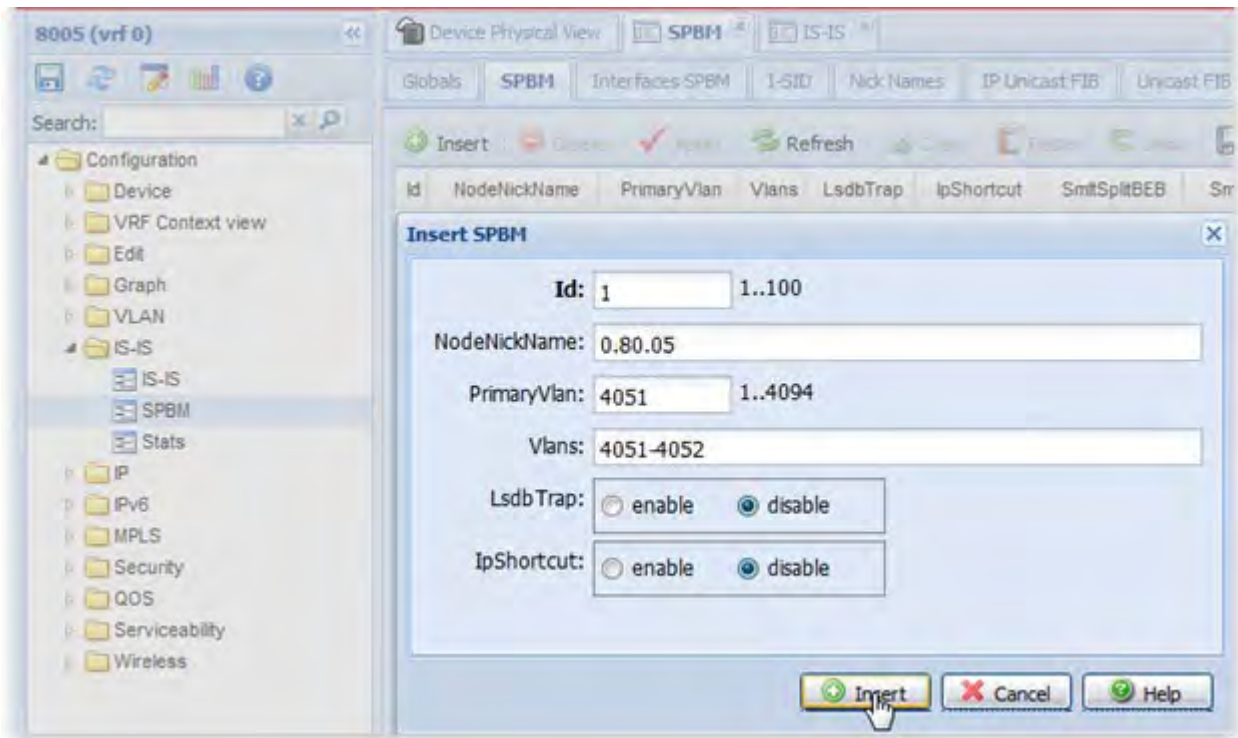 8005 (vrf 0)
Search:
Configuration
Device
VRF Context view
Edit
Graph
VLAN
IS-IS
IS-IS
SPBM
Stats
IP
IPv6
MPLS
Security
QOS
Serviceability
Wireless
Device Physical View SPBM IS-IS
Globals SPBM Interfaces SPBM I-SID Nick Names IP Unicast FIB Unicast FIB
Insert Refresh
Id NodeNickName PrimaryVlan Vlans LsdbTrap IpShortcut SmltSplitBEB Sm
Insert SPBM
Id: 1 1..100
NodeNickName: 0.80.05
PrimaryVlan: 4051 1..4094
Vlans: 4051-4052
LsdbTrap: enable disable
IpShortcut: enable disable
Insert Cancel Help